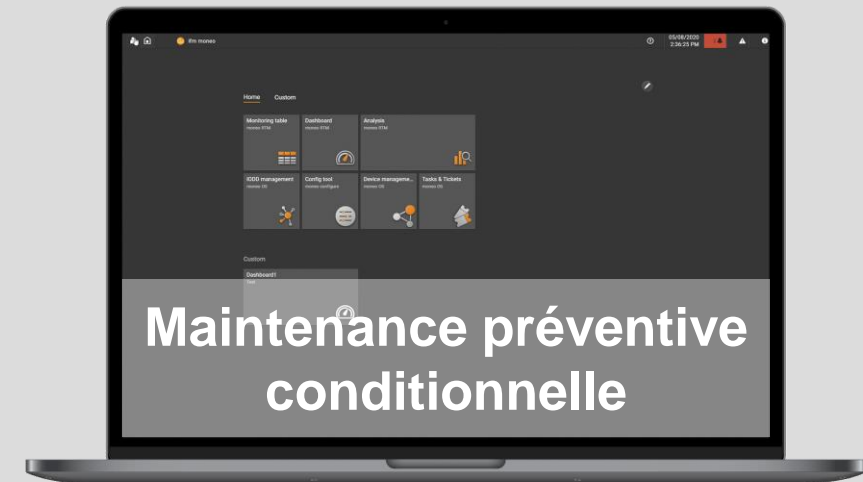 ifm moneo
05/08/2020
2:36:25 PM
Home Custom
Monitoring table
moneo RTM
Dashboard
moneo RTM
Analysis
moneo RTM
IODD management
moneo OS
Config tool
moneo configure
Device manageme...
moneo OS
Tasks & Tickets
moneo OS
Custom
Dashboard1
Maintenance préventive
conditionnelle